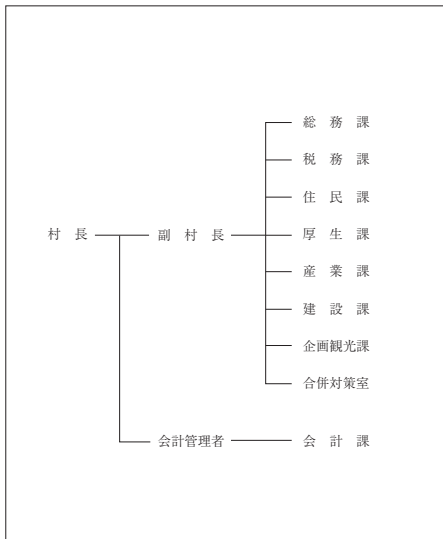 総務課
税務課
住民課
村長 副村長 厚生課
産業課
建設課
企画観光課
合併対策室
会計管理者 会計課